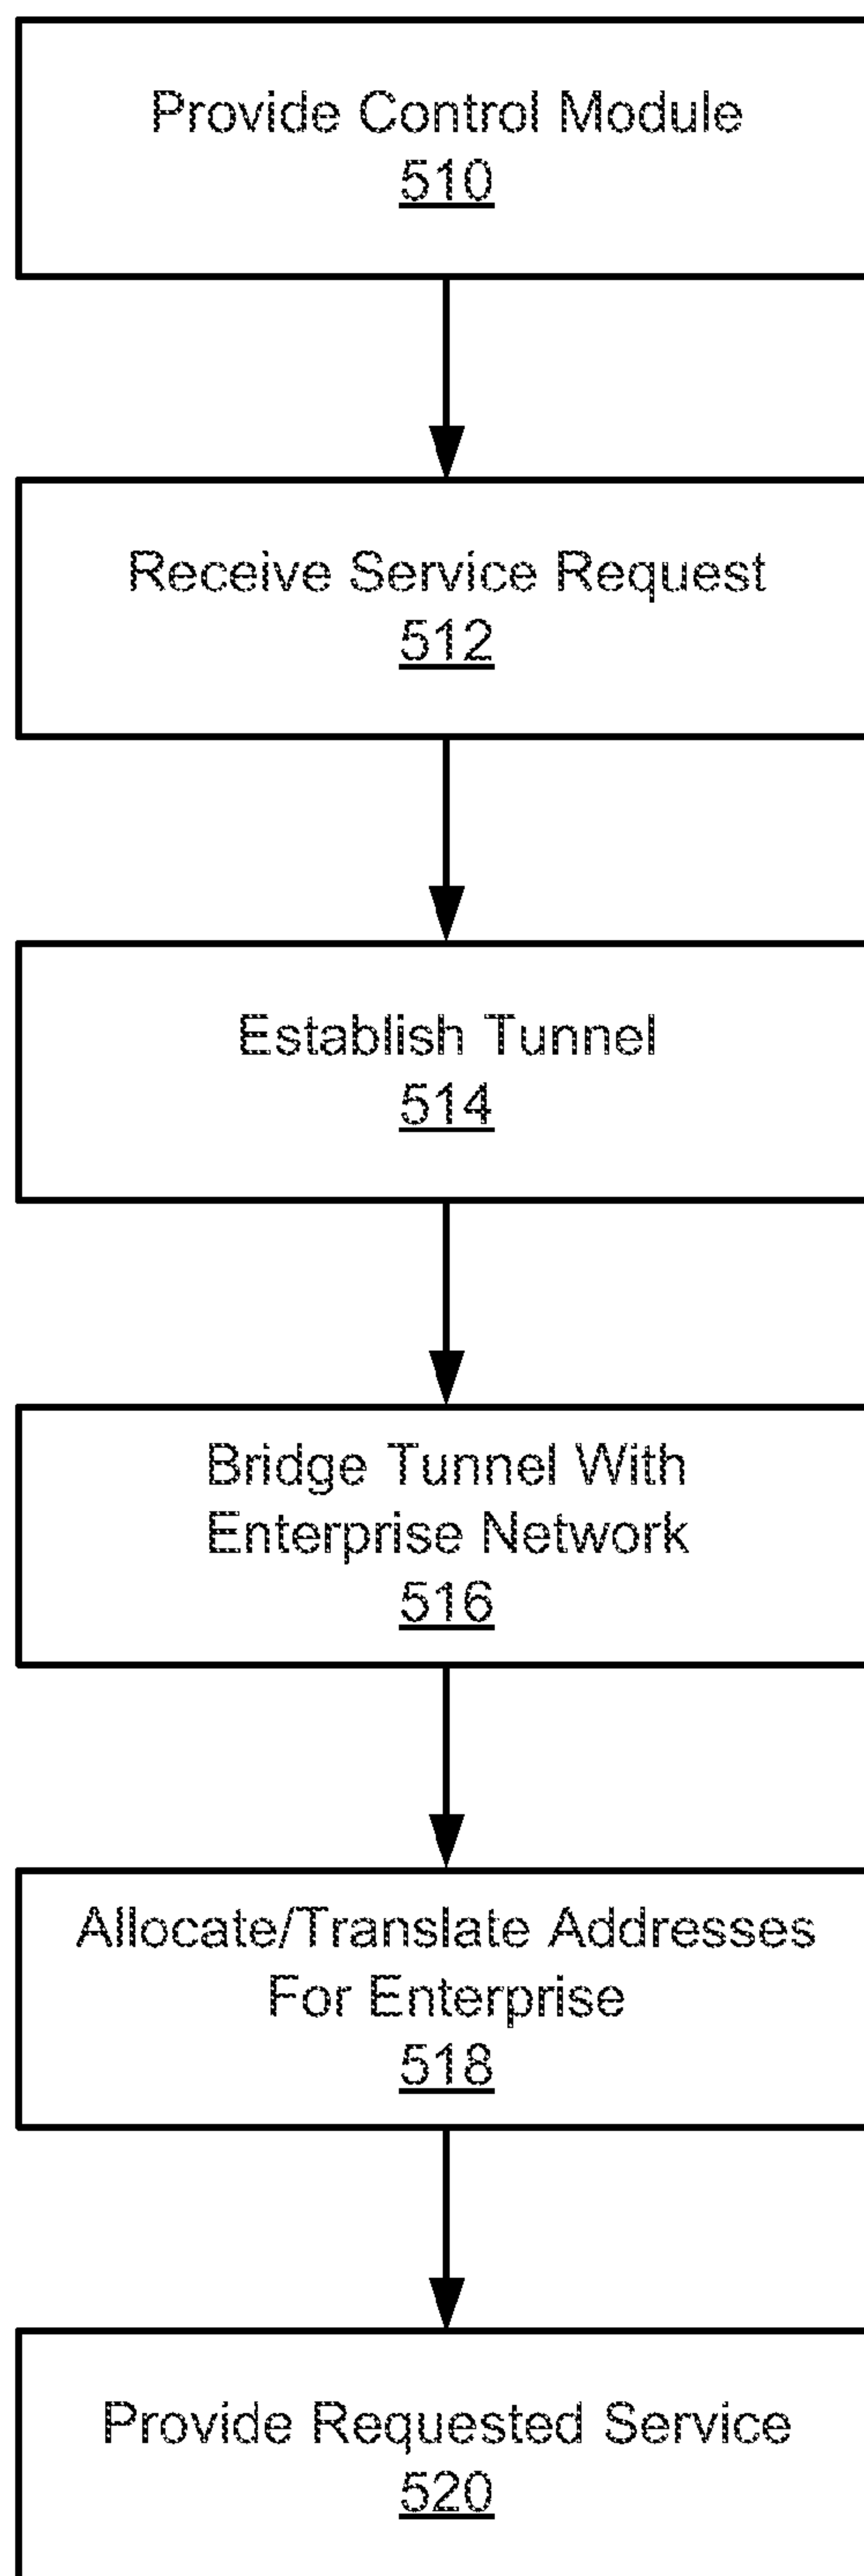 Provide Control Module
510
Receive Service Request
512
Establish Tunnel
514
Bridge Tunnel With
Enterprise Network
516
Allocate/Translate Addresses
For Enterprise
518
Provide Requested Service
520